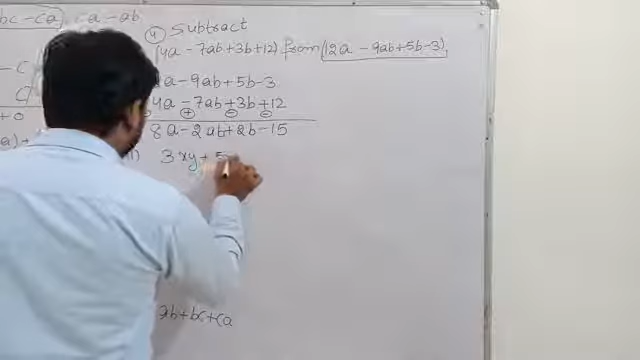 bc - ca), ca - ab
④ Subtract
(4a - 7ab + 3b + 12) from (12a - 9ab + 5b - 3)
a - 9ab + 5b - 3
4a - 7ab + 3b + 12
⊕ ⊖ ⊖
8a - 2ab + 2b - 15
3xy + 5
ab + bc + ca